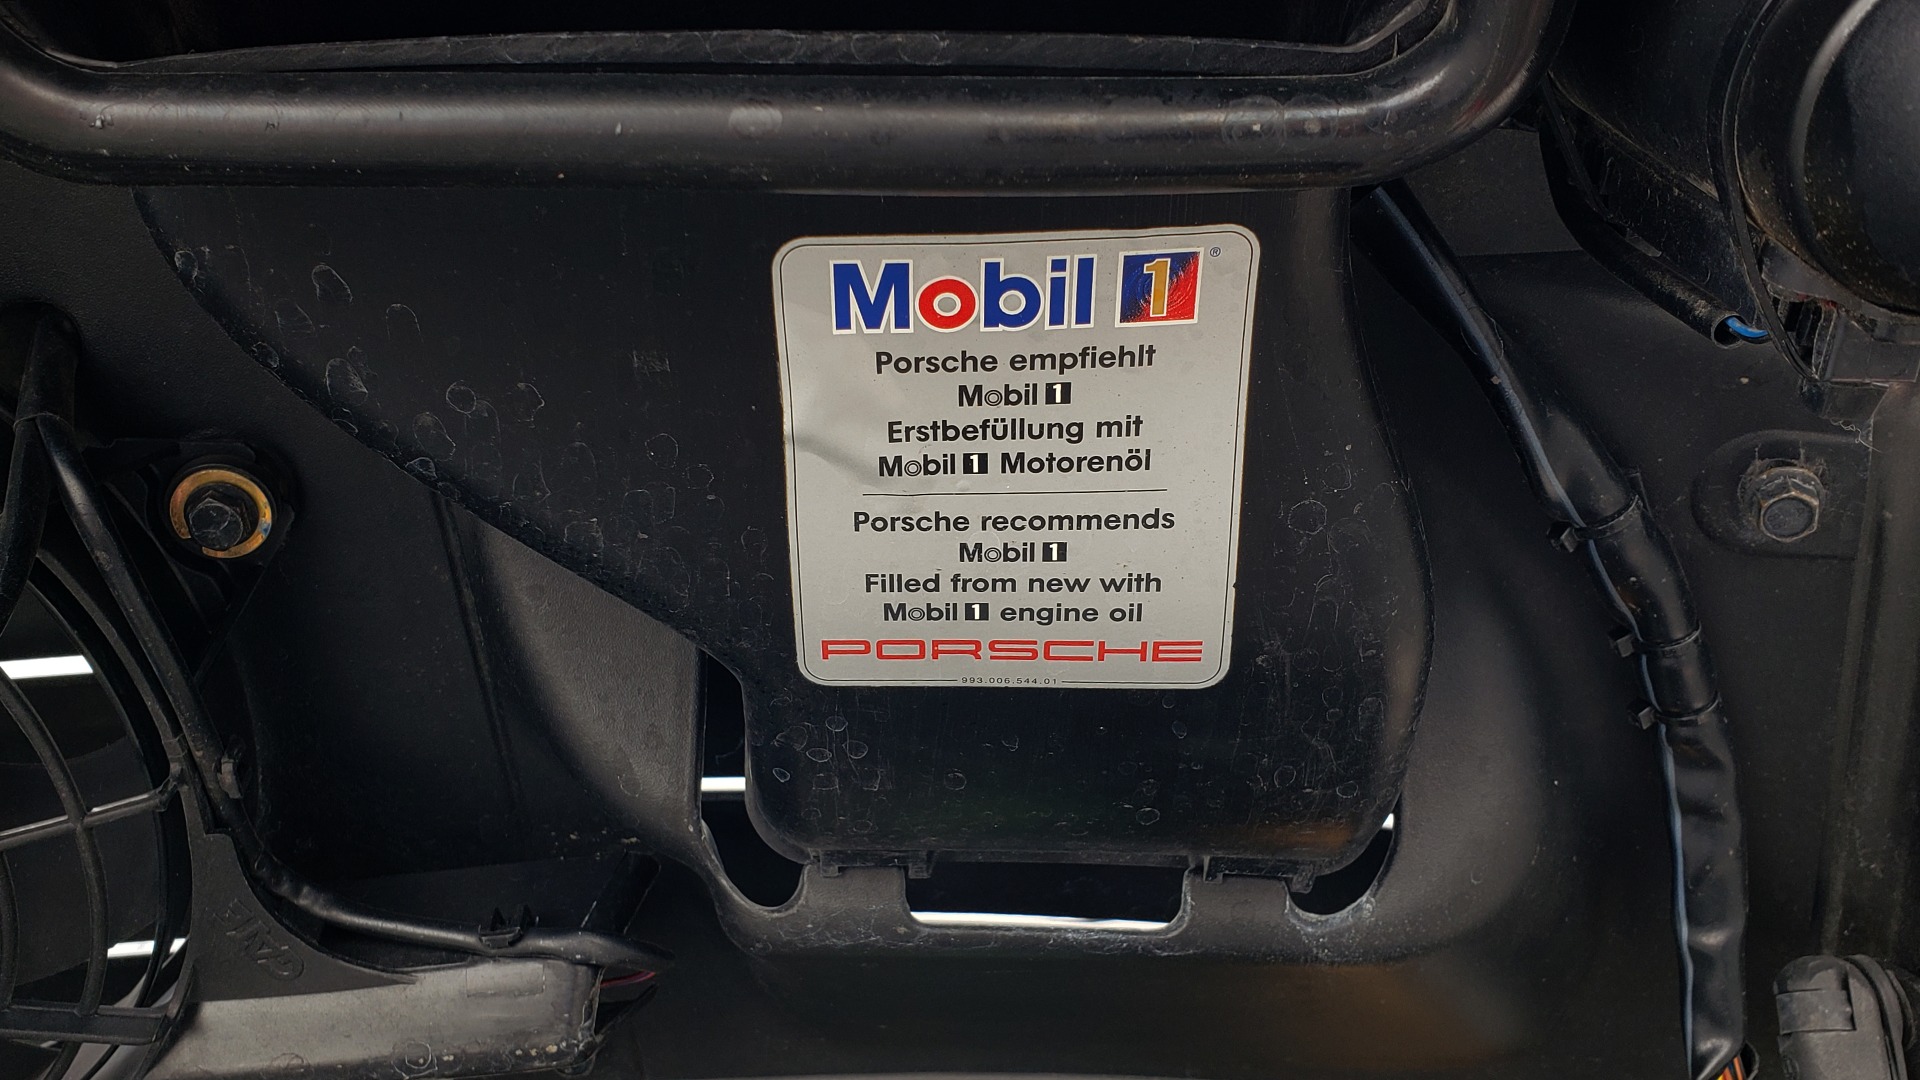 Mobil 1 ®
Porsche empfiehlt
Mobil 1
Erstbefüllung mit
Mobil 1 Motorenöl
Porsche recommends
Mobil 1
Filled from new with
Mobil 1 engine oil
PORSCHE
993.006.544.01